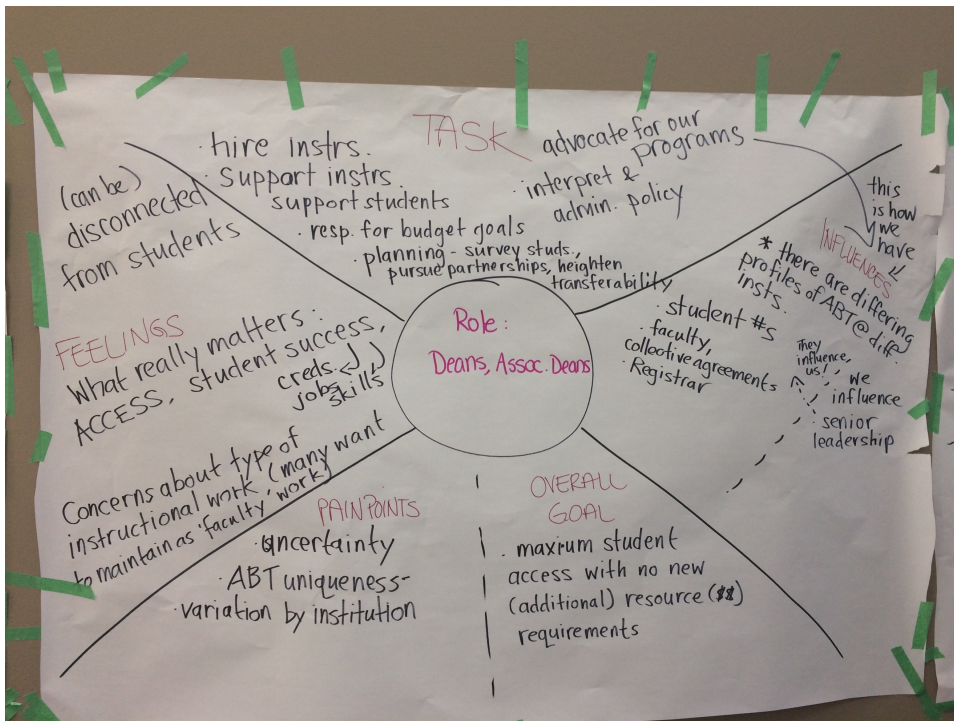 TASK
· hire instrs.
· Support instrs.
support students
· resp. for budget goals
· planning - survey studs.,
pursue partnerships, heighten
transferability
advocate for our
programs
· interpret &
admin. policy
(can be)
disconnected
from students
FEELINGS
What really matters:
ACCESS, student success,
creds.
jobs
skills
Concerns about type of
instructional work (many want
to maintain as 'faculty' work)
Role:
Deans, Assoc. Deans
this
is how
we
have
INFLUENCES
* there are differing
profiles of ABT @ diff.
Insts.
· student #s
· faculty,
collective agreements
· Registrar
They
influence,
us!
we
influence
senior
leadership
PAINPOINTS
· uncertainty
· ABT uniqueness-
· variation by institution
OVERALL
GOAL
· maxium student
access with no new
(additional) resource ($$)
requirements